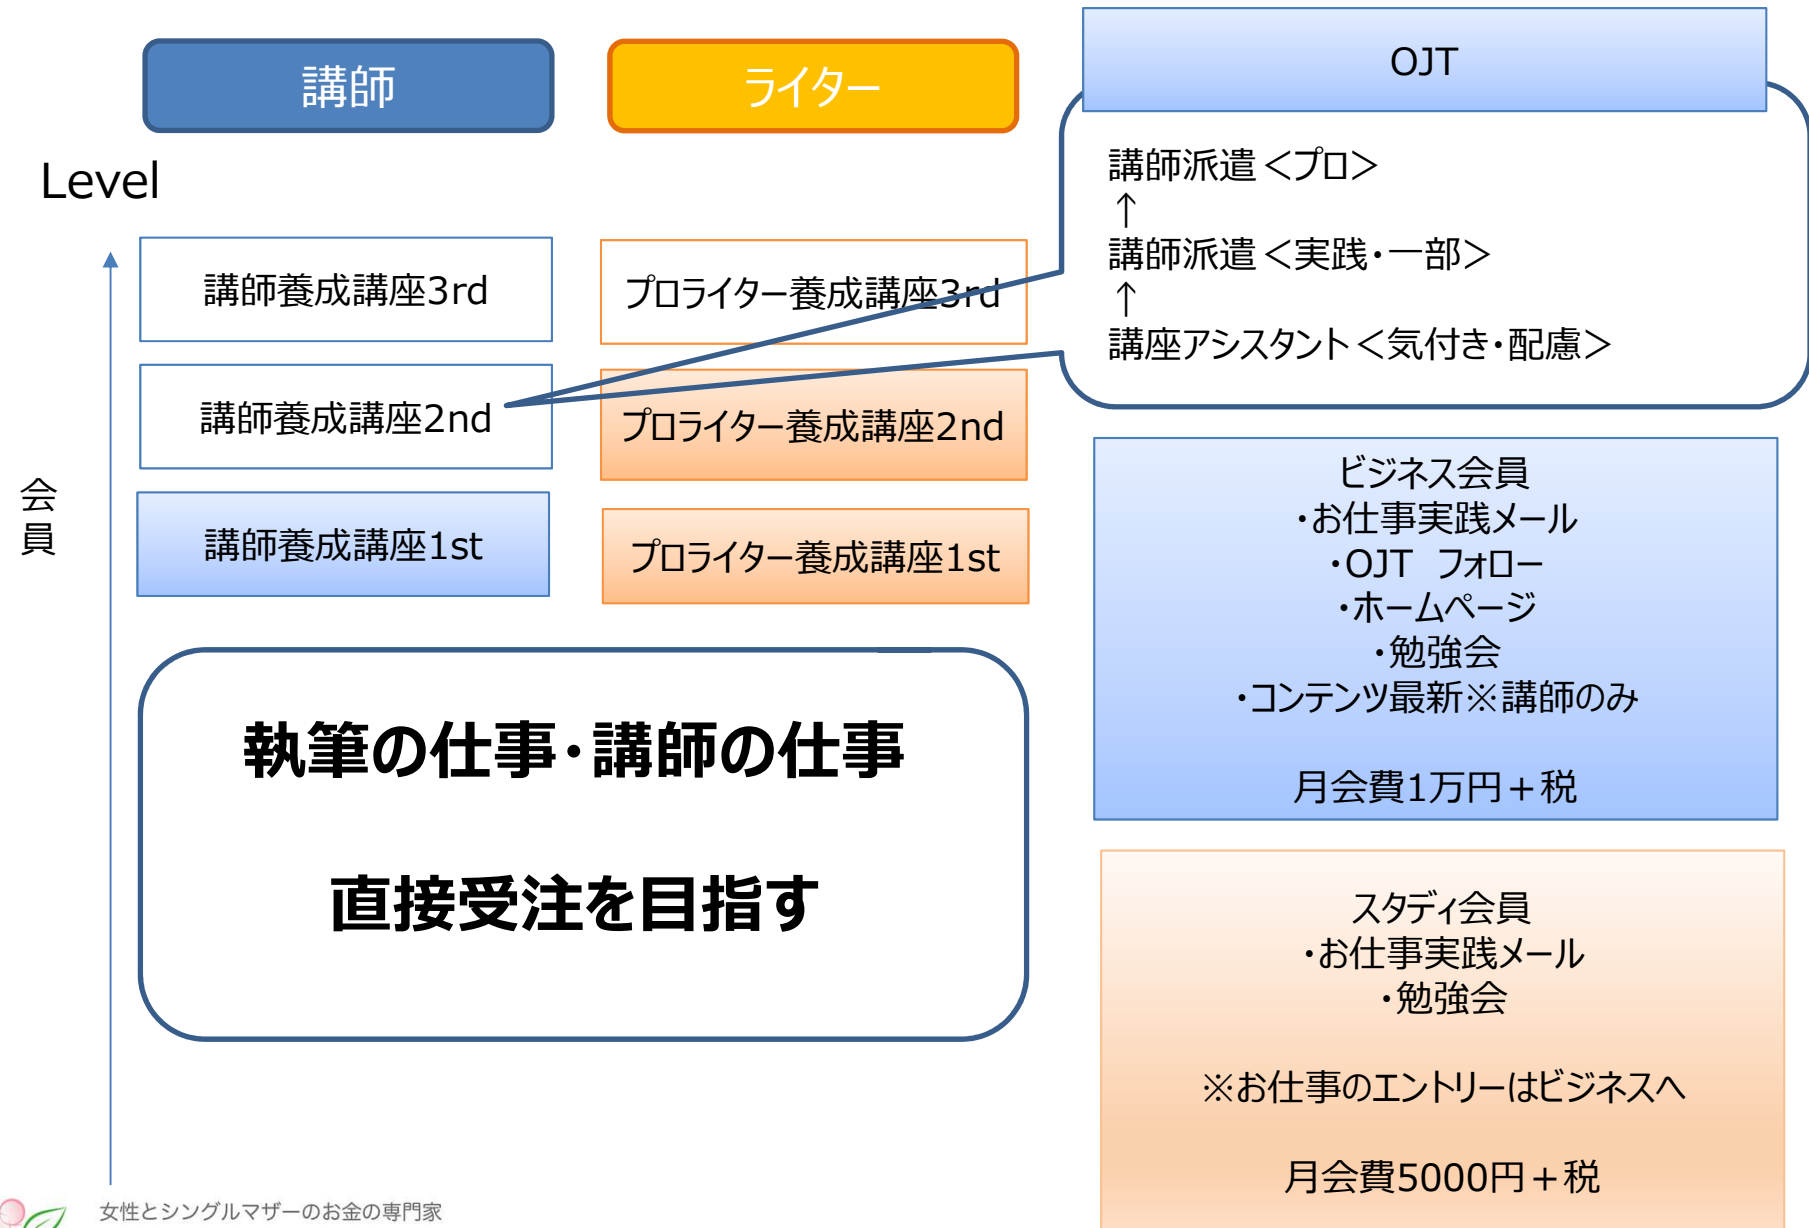 講師
ライター
OJT
Level
講師派遣＜プロ＞
↑
講師派遣＜実践・一部＞
↑
講座アシスタント＜気付き・配慮＞
講師養成講座3rd
プロライター養成講座3rd
講師養成講座2nd
プロライター養成講座2nd
講師養成講座1st
プロライター養成講座1st
会
員
執筆の仕事・講師の仕事
直接受注を目指す
ビジネス会員
・お仕事実践メール
・OJT　フォロー
・ホームページ
・勉強会
・コンテンツ最新※講師のみ
月会費1万円＋税
スタディ会員
・お仕事実践メール
・勉強会
※お仕事のエントリーはビジネスへ
月会費5000円＋税
女性とシングルマザーのお金の専門家